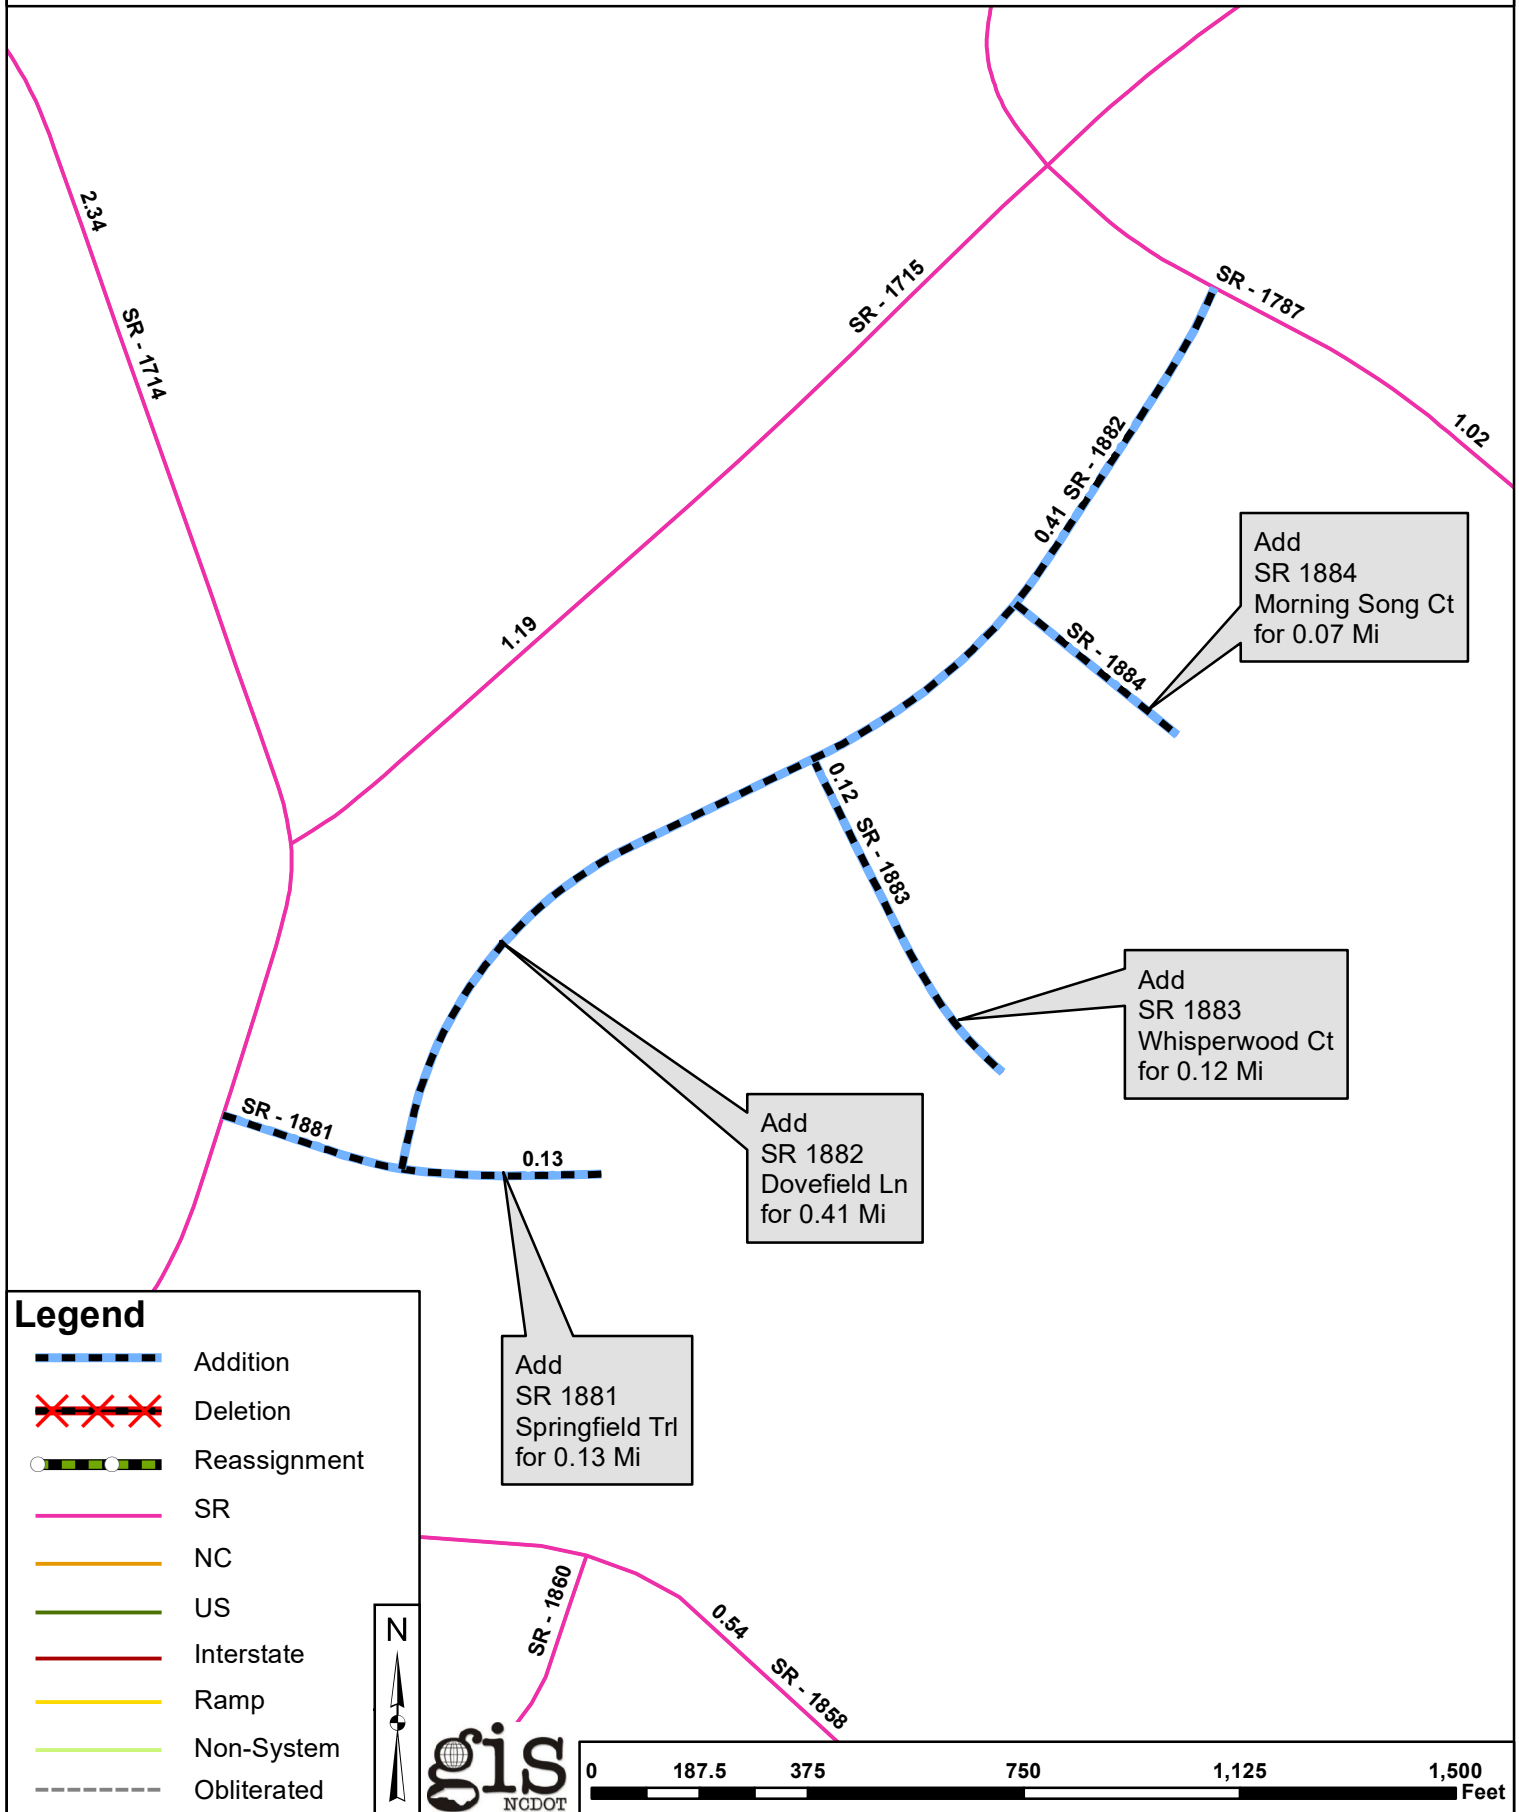 2.34
SR - 1714
SR - 1715
1.19
SR - 1787
1.02
0.41 SR - 1882
Add
SR 1884
Morning Song Ct
for 0.07 Mi
SR - 1884
0.12 SR - 1883
Add
SR 1883
Whisperwood Ct
for 0.12 Mi
Add
SR 1882
Dovefield Ln
for 0.41 Mi
SR - 1881
0.13
Add
SR 1881
Springfield Trl
for 0.13 Mi
Legend
Addition
Deletion
Reassignment
SR
NC
US
Interstate
Ramp
Non-System
Obliterated
N
SR - 1860
0.54
SR - 1858
gis
NCDOT
0 187.5 375 750 1,125 1,500
Feet